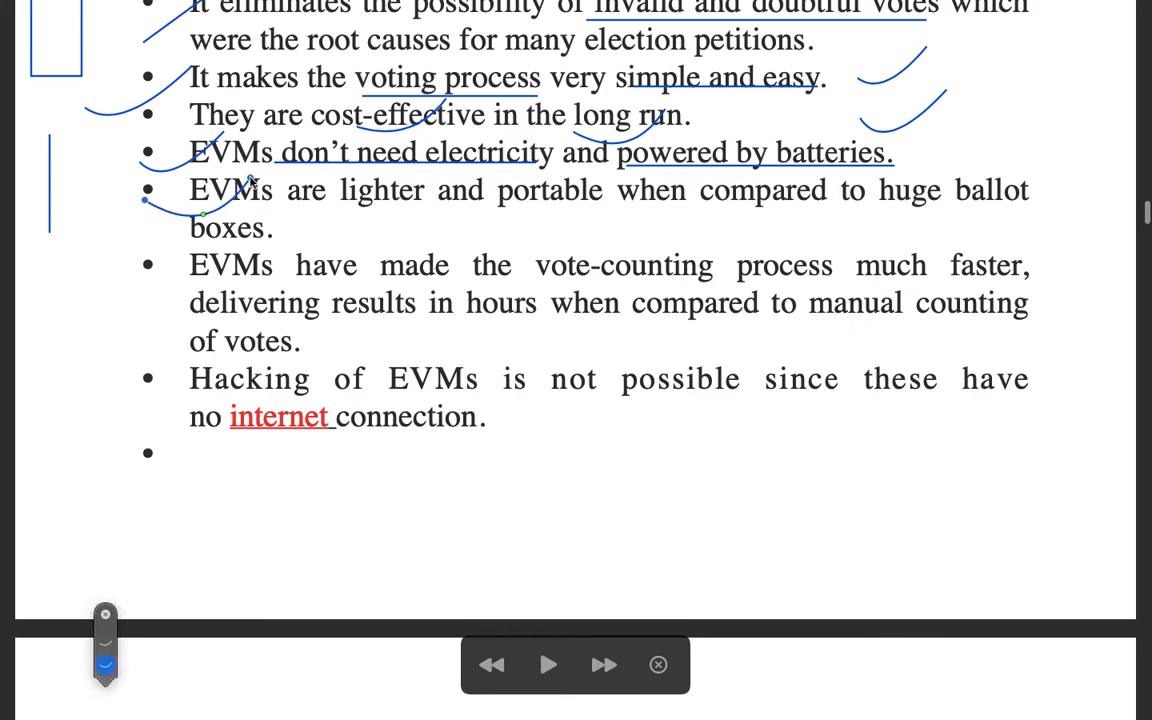 • It eliminates the possibility of invalid and doubtful votes which
were the root causes for many election petitions.
• It makes the voting process very simple and easy.
• They are cost-effective in the long run.
• EVMs don’t need electricity and powered by batteries.
• EVMs are lighter and portable when compared to huge ballot
boxes.
• EVMs have made the vote-counting process much faster,
delivering results in hours when compared to manual counting
of votes.
• Hacking of EVMs is not possible since these have
no internet connection.
•